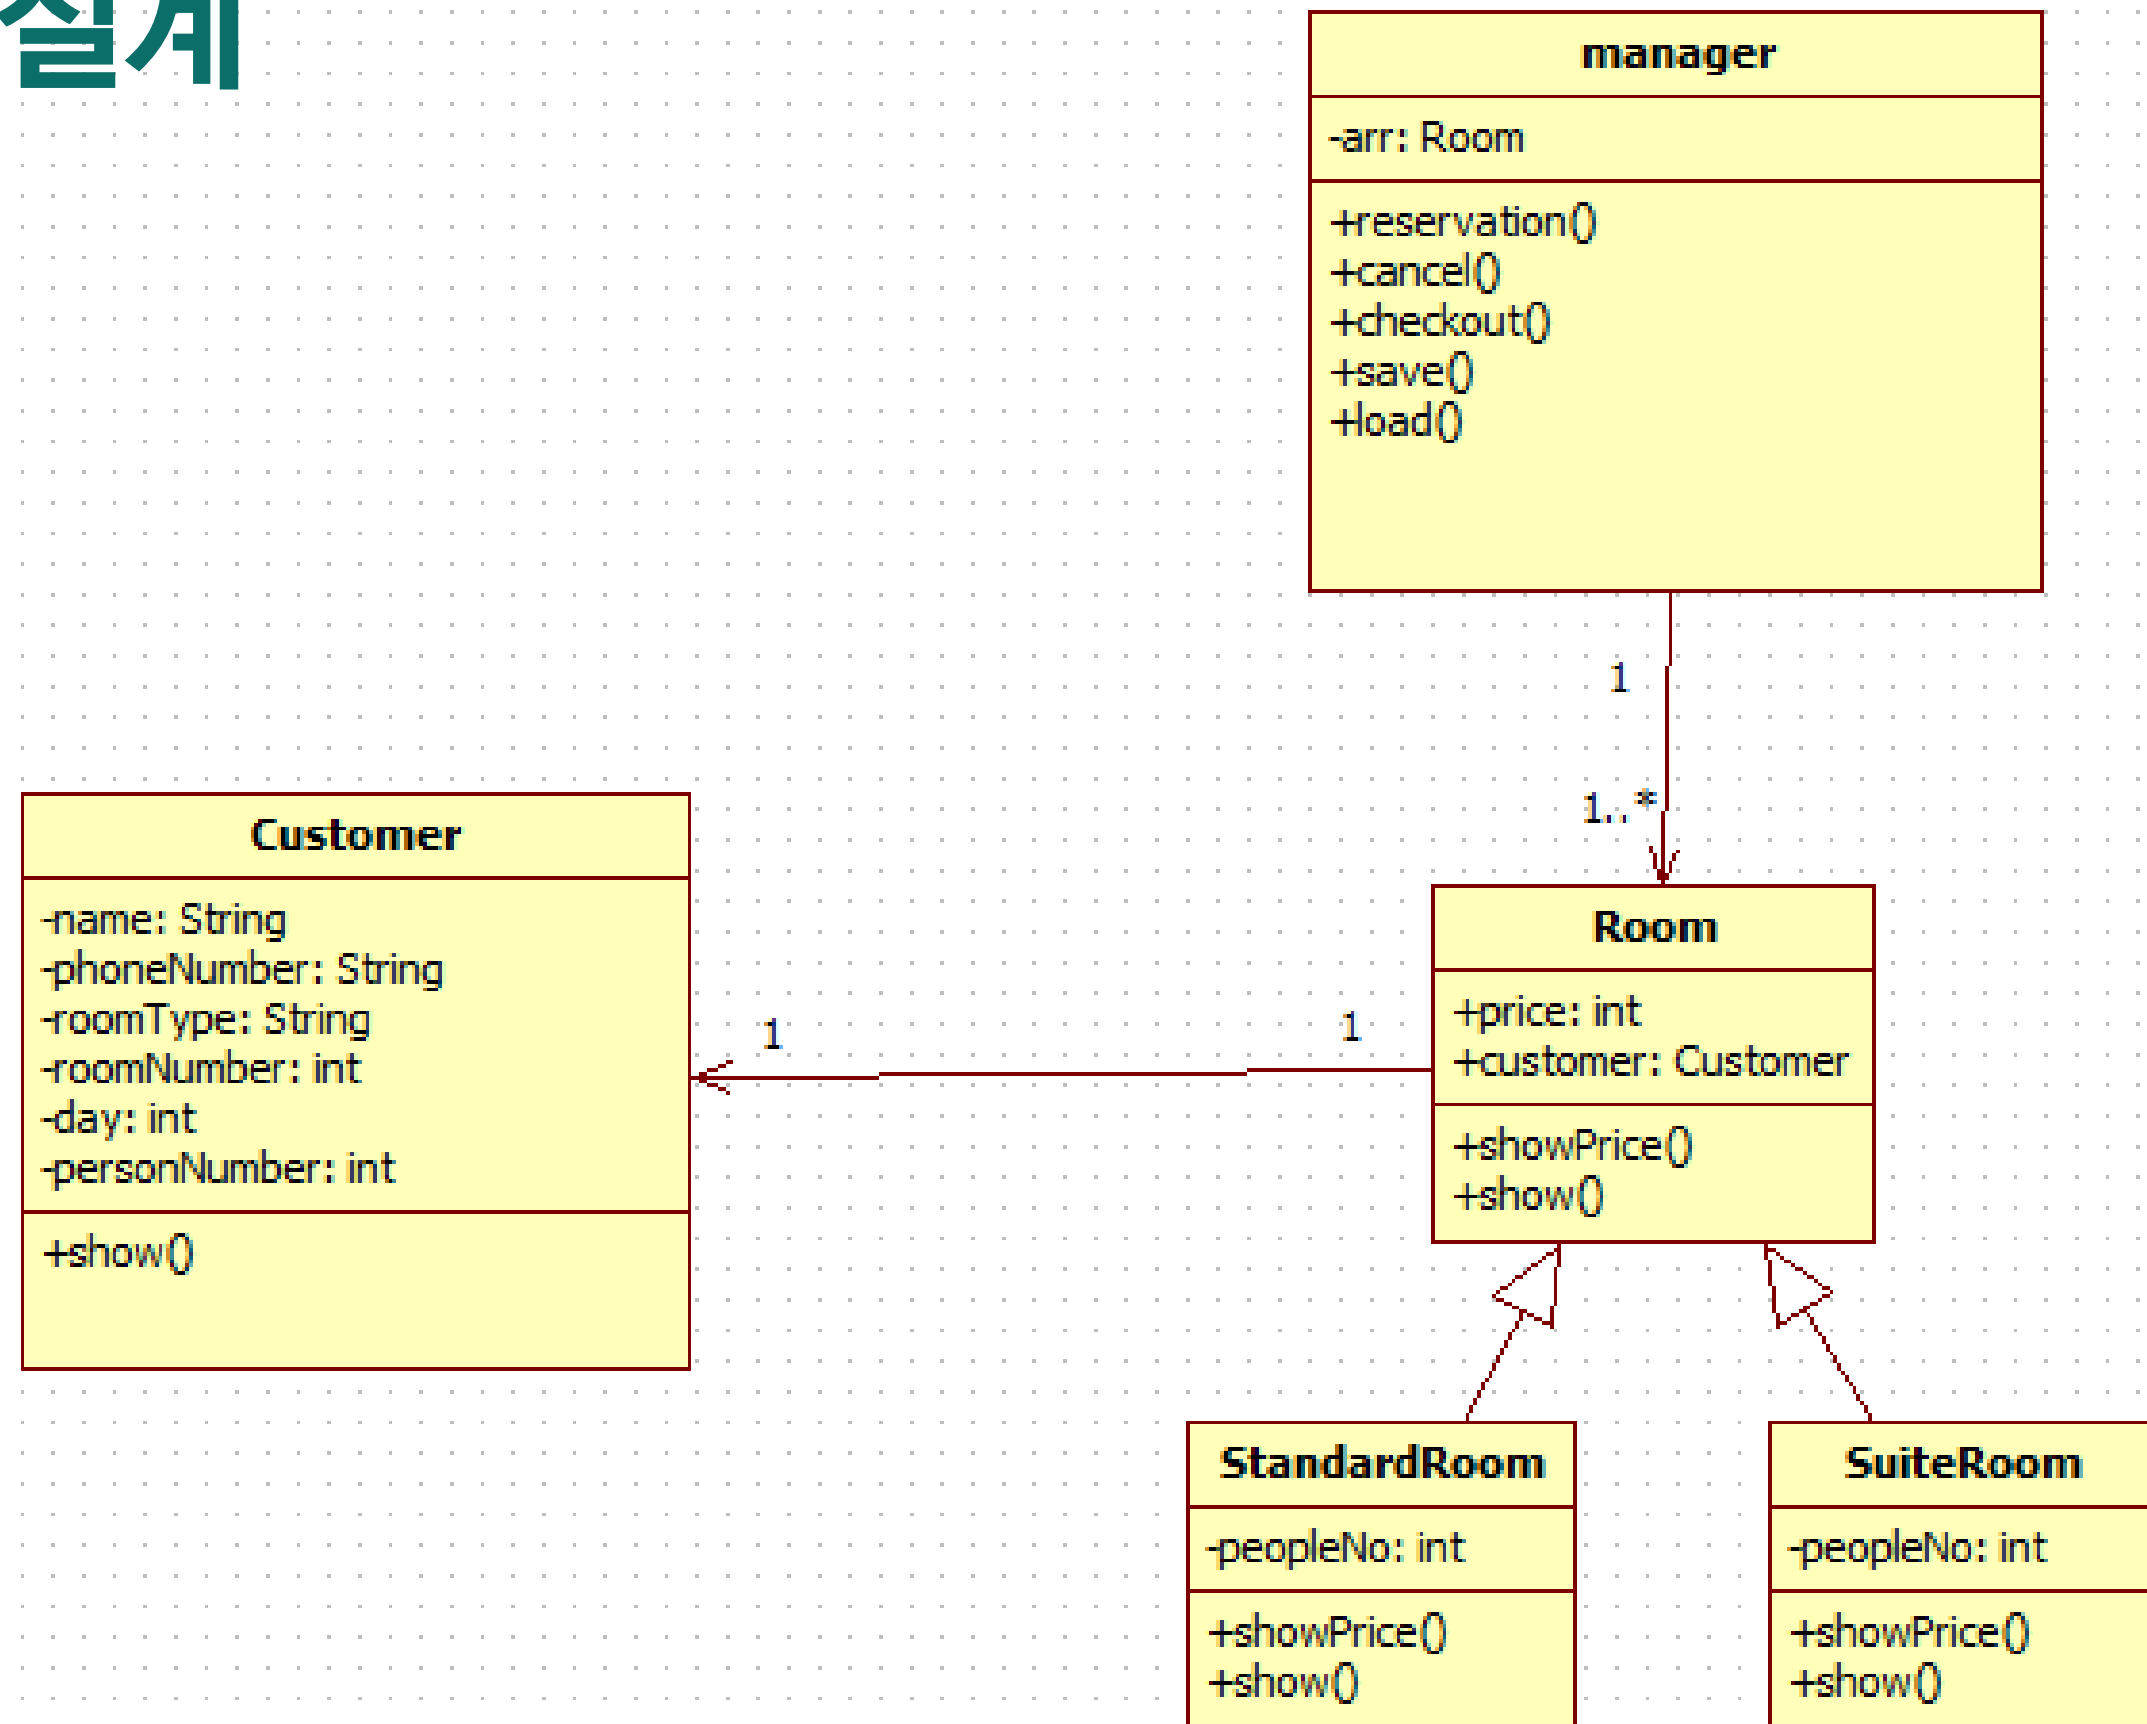 설계
manager
-arr: Room
+reservation()
+cancel()
+checkout()
+save()
+load()
1
1..*
Customer
-name: String
-phoneNumber: String
-roomType: String
-roomNumber: int
-day: int
-personNumber: int
+show()
1
1
Room
+price: int
+customer: Customer
+showPrice()
+show()
StandardRoom
-peopleNo: int
+showPrice()
+show()
SuiteRoom
-peopleNo: int
+showPrice()
+show()